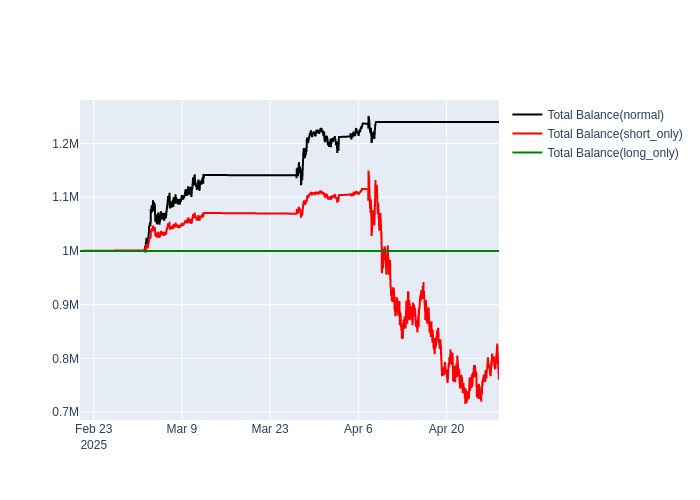 Total Balance(normal)
Total Balance(short_only)
Total Balance(long_only)
1.2M
1.1M
1M
0.9M
0.8M
0.7M
Feb 23
2025
Mar 9
Mar 23
Apr 6
Apr 20